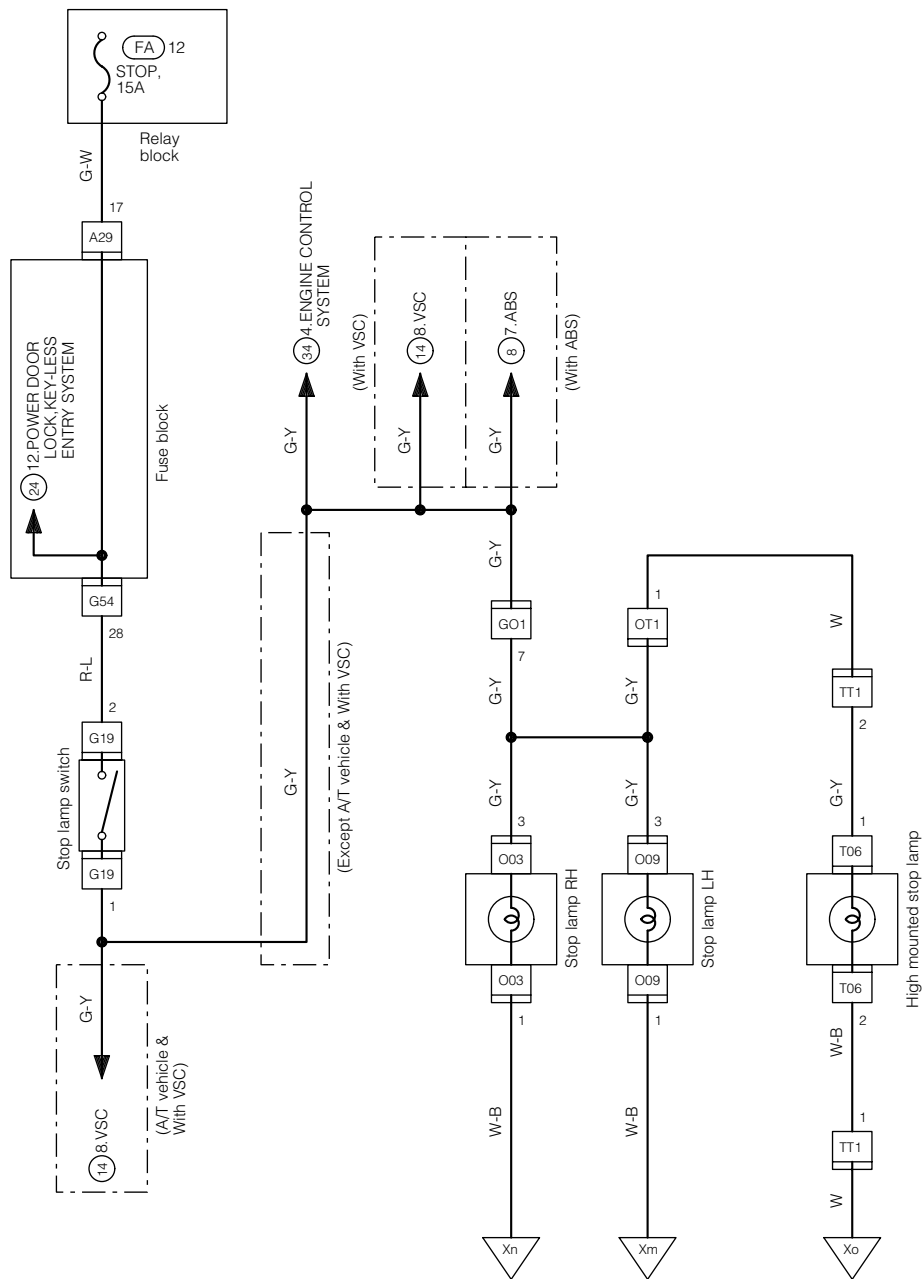 FA 12
STOP,
15A
Relay
block
G-W
17
A29
24 12.POWER DOOR
LOCK,KEY-LESS
ENTRY SYSTEM
Fuse block
G54
28
R-L
2
G19
Stop lamp switch
G19
1
G-Y
14 8.VSC
(A/T vehicle &
With VSC)
G-Y
(Except A/T vehicle & With VSC)
34 4.ENGINE CONTROL
SYSTEM
G-Y
(With VSC)
14 8.VSC
G-Y
8 7.ABS
G-Y
(With ABS)
G-Y
GO1
7
G-Y
OT1
1
G-Y
W
TT1
2
G-Y
3
O03
Stop lamp RH
O03
1
W-B
Xn
G-Y
3
O09
Stop lamp LH
O09
1
W-B
Xm
G-Y
1
T06
High mounted stop lamp
T06
2
W-B
1
TT1
W
Xo